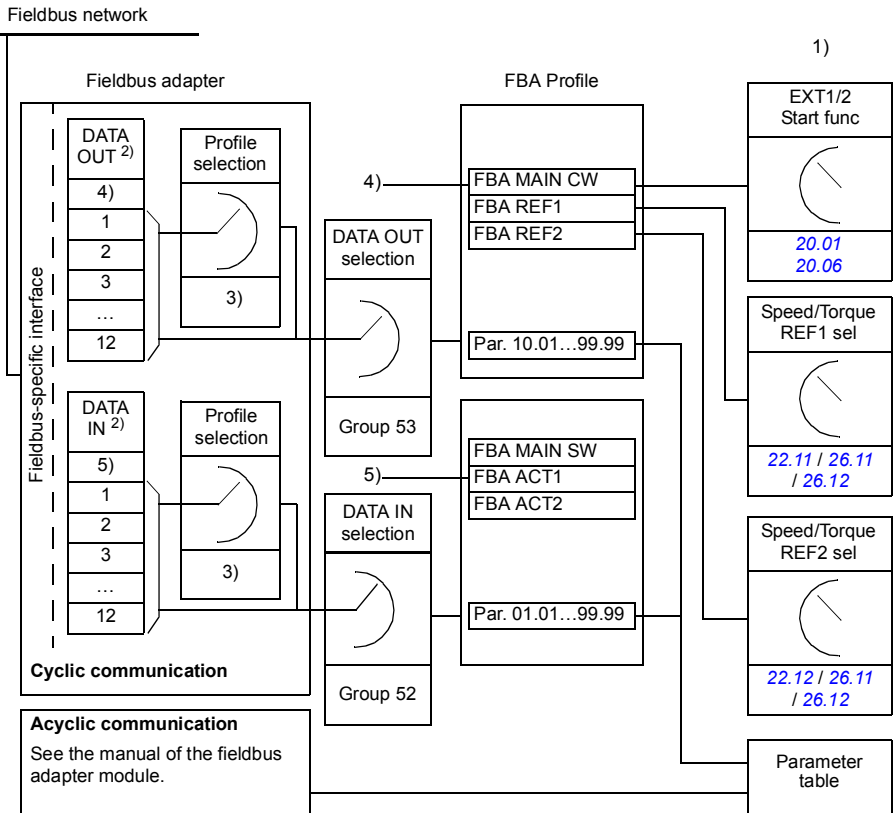 Fieldbus network
Fieldbus adapter
Fieldbus-specific interface
DATA
OUT 2)
4)
1
2
3
…
12
Profile
selection
3)
DATA
IN 2)
5)
1
2
3
…
12
Profile
selection
3)
Cyclic communication
Acyclic communication
See the manual of the fieldbus
adapter module.
DATA OUT
selection
Group 53
DATA IN
selection
Group 52
FBA Profile
4)
FBA MAIN CW
FBA REF1
FBA REF2
Par. 10.01…99.99
5)
FBA MAIN SW
FBA ACT1
FBA ACT2
Par. 01.01…99.99
1)
EXT1/2
Start func
20.01
20.06
Speed/Torque
REF1 sel
22.11 / 26.11
/ 26.12
Speed/Torque
REF2 sel
22.12 / 26.11
/ 26.12
Parameter
table